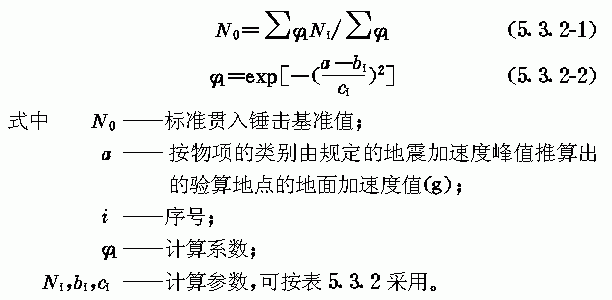 N₀=∑φᵢNᵢ/∑φᵢ (5.3.2-1)
φᵢ=exp[-(\frac{a-bᵢ}{cᵢ})²] (5.3.2-2)
式中 N₀ ——标准贯入锤击基准值;
a ——按物项的类别由规定的地震加速度峰值推算出
的验算地点的地面加速度值(g);
i ——序号;
φᵢ ——计算系数;
Nᵢ,bᵢ,cᵢ ——计算参数,可按表 5.3.2 采用。